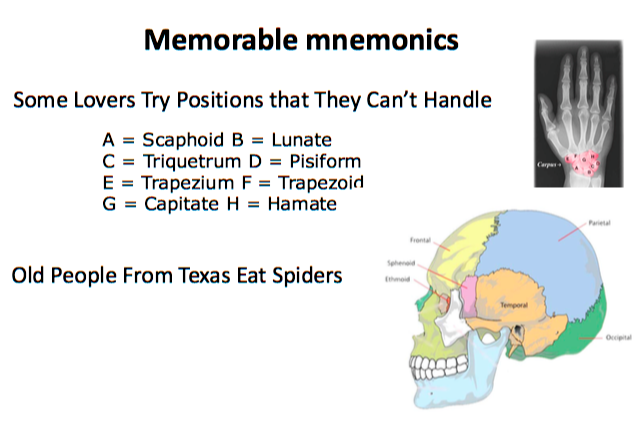 Memorable mnemonics
Some Lovers Try Positions that They Can't Handle
Carpus
A = Scaphoid B = Lunate
C = Triquetrum D = Pisiform
E = Trapezium F = Trapezoid
G = Capitate H = Hamate
Old People From Texas Eat Spiders
Parietal
Frontal
Sphenoid
Ethmoid
Temporal
Occipital